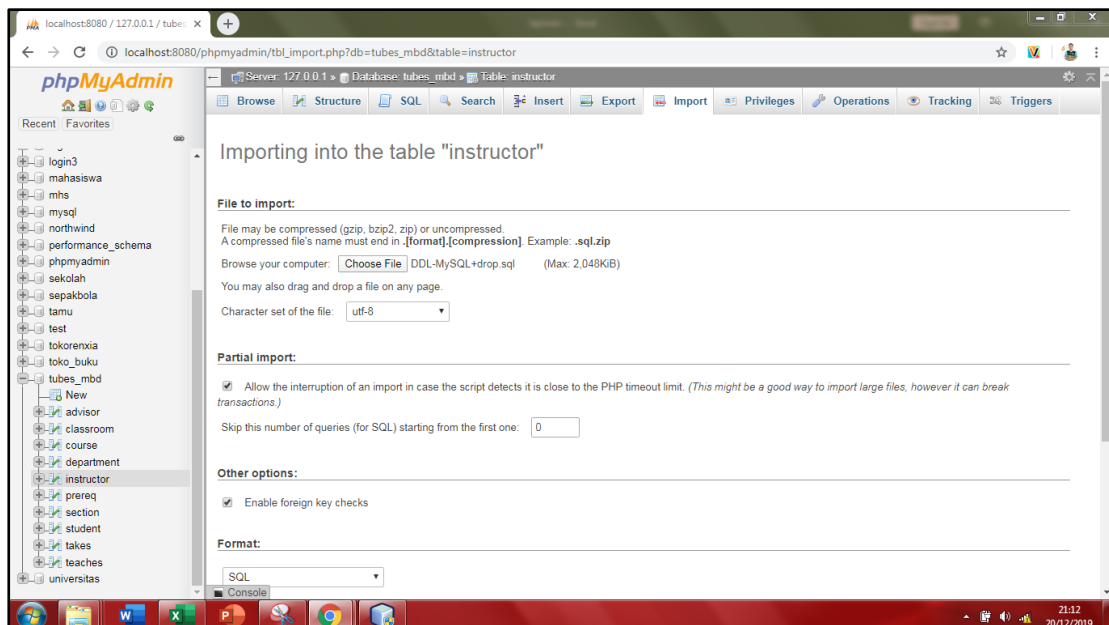 localhost:8080 / 127.0.0.1 / tubes
localhost:8080/phpmyadmin/tbl_import.php?db=tubes_mbd&table=instructor
phpMyAdmin
Recent Favorites
login3
mahasiswa
mhs
mysql
northwind
performance_schema
phpmyadmin
sekolah
sepakbola
tamu
test
tokorenxia
toko_buku
tubes_mbd
New
advisor
classroom
course
department
instructor
prereq
section
student
takes
teaches
universitas
Server: 127.0.0.1 » Database: tubes_mbd » Table: instructor
Browse Structure SQL Search Insert Export Import Privileges Operations Tracking Triggers
Importing into the table "instructor"
File to import:
File may be compressed (gzip, bzip2, zip) or uncompressed.
A compressed file's name must end in .[format].[compression]. Example: .sql.zip
Browse your computer: Choose File DDL-MySQL+drop.sql (Max: 2,048KiB)
You may also drag and drop a file on any page.
Character set of the file: utf-8
Partial import:
Allow the interruption of an import in case the script detects it is close to the PHP timeout limit. (This might be a good way to import large files, however it can break
transactions.)
Skip this number of queries (for SQL) starting from the first one: 0
Other options:
Enable foreign key checks
Format:
SQL
Console
21:12
20/12/2019